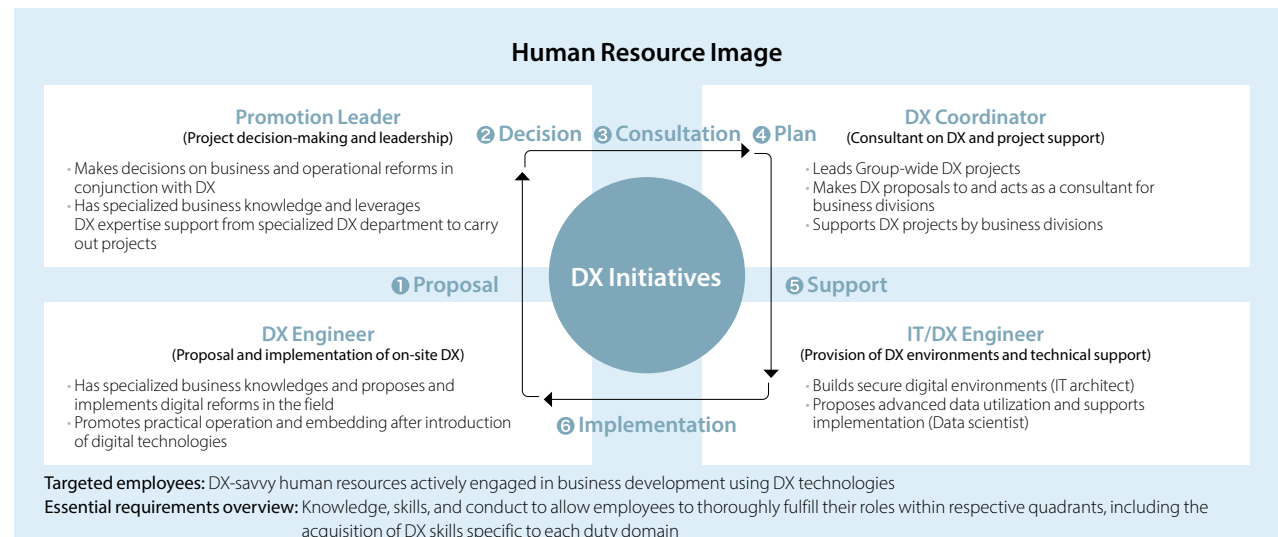 Human Resource Image
Promotion Leader
(Project decision-making and leadership)
・Makes decisions on business and operational reforms in
conjunction with DX
・Has specialized business knowledge and leverages
DX expertise support from specialized DX department to carry
out projects
❷ Decision ❸ Consultation ❹ Plan
DX Coordinator
(Consultant on DX and project support)
・Leads Group-wide DX projects
・Makes DX proposals to and acts as a consultant for
business divisions
・Supports DX projects by business divisions
❶ Proposal
DX Initiatives
❺ Support
DX Engineer
(Proposal and implementation of on-site DX)
・Has specialized business knowledges and proposes and
implements digital reforms in the field
・Promotes practical operation and embedding after introduction
of digital technologies
❻ Implementation
IT/DX Engineer
(Provision of DX environments and technical support)
・Builds secure digital environments (IT architect)
・Proposes advanced data utilization and supports
implementation (Data scientist)
Targeted employees: DX-savvy human resources actively engaged in business development using DX technologies
Essential requirements overview: Knowledge, skills, and conduct to allow employees to thoroughly fulfill their roles within respective quadrants, including the
acquisition of DX skills specific to each duty domain